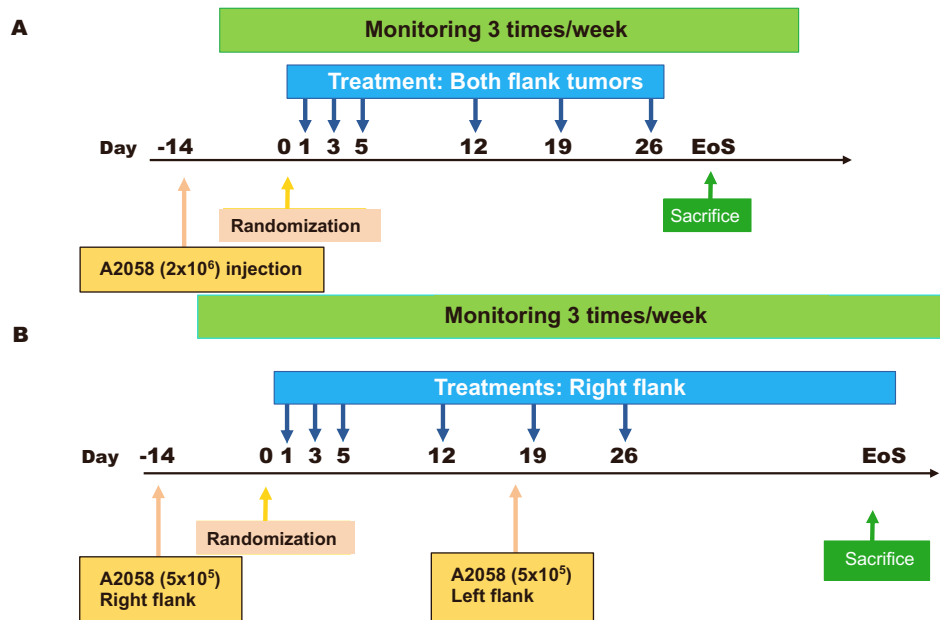 A
Monitoring 3 times/week
Treatment: Both flank tumors
Day -14 0 1 3 5 12 19 26 EoS
Randomization
Sacrifice
A2058 (2x10⁶) injection
Monitoring 3 times/week
B
Treatments: Right flank
Day -14 0 1 3 5 12 19 26 EoS
Randomization
Sacrifice
A2058 (5x10⁵)
Right flank
A2058 (5x10⁵)
Left flank